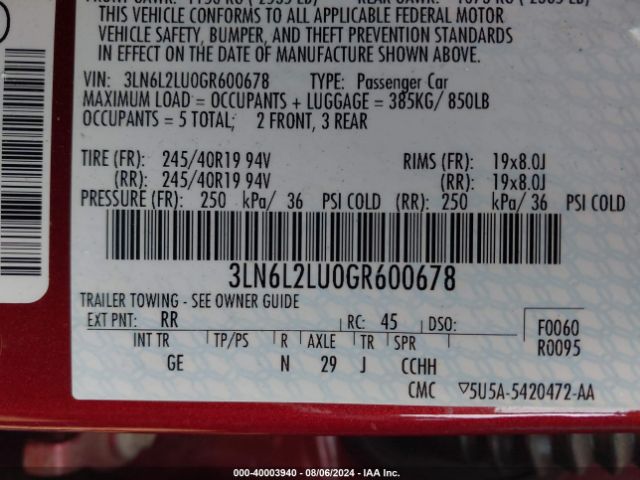 THIS VEHICLE CONFORMS TO ALL APPLICABLE FEDERAL MOTOR
VEHICLE SAFETY, BUMPER, AND THEFT PREVENTION STANDARDS
IN EFFECT ON THE DATE OF MANUFACTURE SHOWN ABOVE.
VIN: 3LN6L2LU0GR600678 TYPE: Passenger Car
MAXIMUM LOAD = OCCUPANTS + LUGGAGE = 385KG/ 850LB
OCCUPANTS = 5 TOTAL; 2 FRONT, 3 REAR
TIRE (FR): 245/40R19 94V RIMS (FR): 19x8.0J
(RR): 245/40R19 94V (RR): 19x8.0J
PRESSURE (FR): 250 kPa/ 36 PSI COLD (RR): 250 kPa/ 36 PSI COLD
3LN6L2LU0GR600678
TRAILER TOWING - SEE OWNER GUIDE
EXT PNT: RR RC: 45 DSO: F0060
INT TR TP/PS R AXLE TR SPR R0095
GE N 29 J CCHH
CMC ▽5U5A-5420472-AA
000-40003940 - 08/06/2024 - IAA Inc.